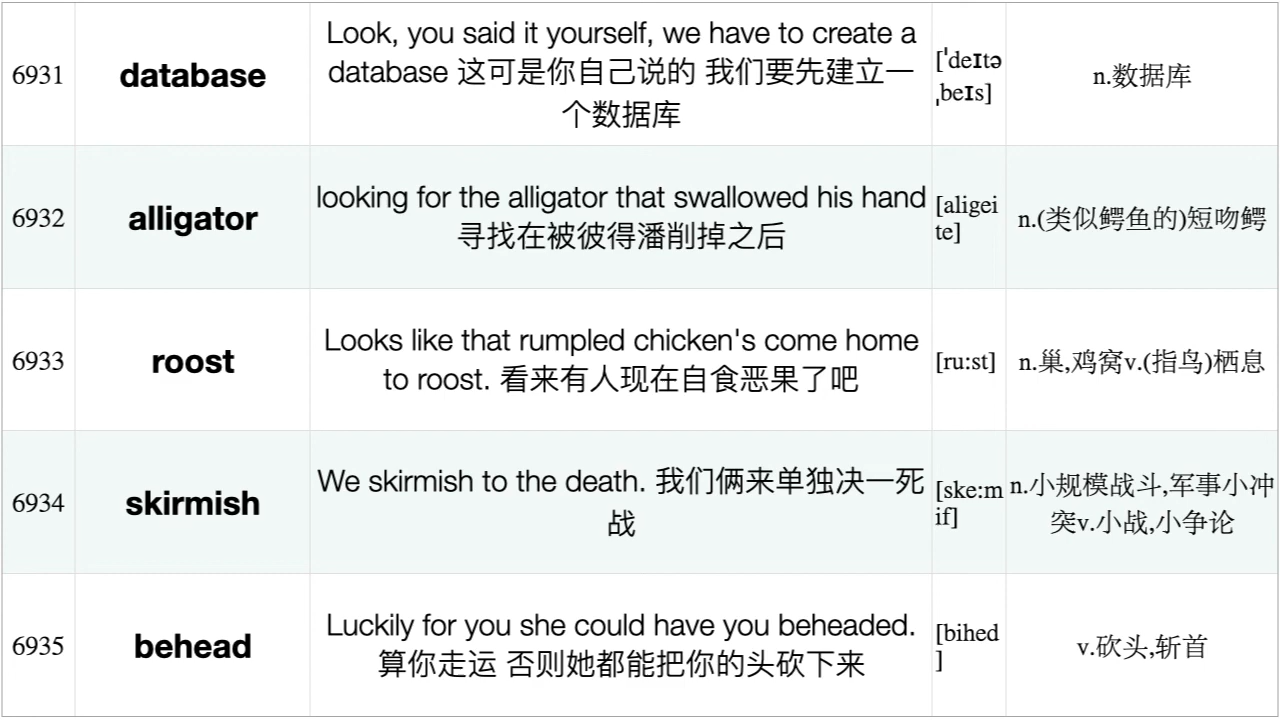 6931
database
Look, you said it yourself, we have to create a
database 这可是你自己说的 我们要先建立一
个数据库
[ˈdeɪtə
ˌbeɪs]
n.数据库
6932
alligator
looking for the alligator that swallowed his hand
寻找在被彼得潘削掉之后
[aligei
te]
n.(类似鳄鱼的)短吻鳄
6933
roost
Looks like that rumpled chicken's come home
to roost. 看来有人现在自食恶果了吧
[ru:st]
n.巢,鸡窝v.(指鸟)栖息
6934
skirmish
We skirmish to the death. 我们俩来单独决一死
战
[ske:m
if]
n.小规模战斗,军事小冲
突v.小战,小争论
6935
behead
Luckily for you she could have you beheaded.
算你走运 否则她都能把你的头砍下来
[bihed
]
v.砍头,斩首